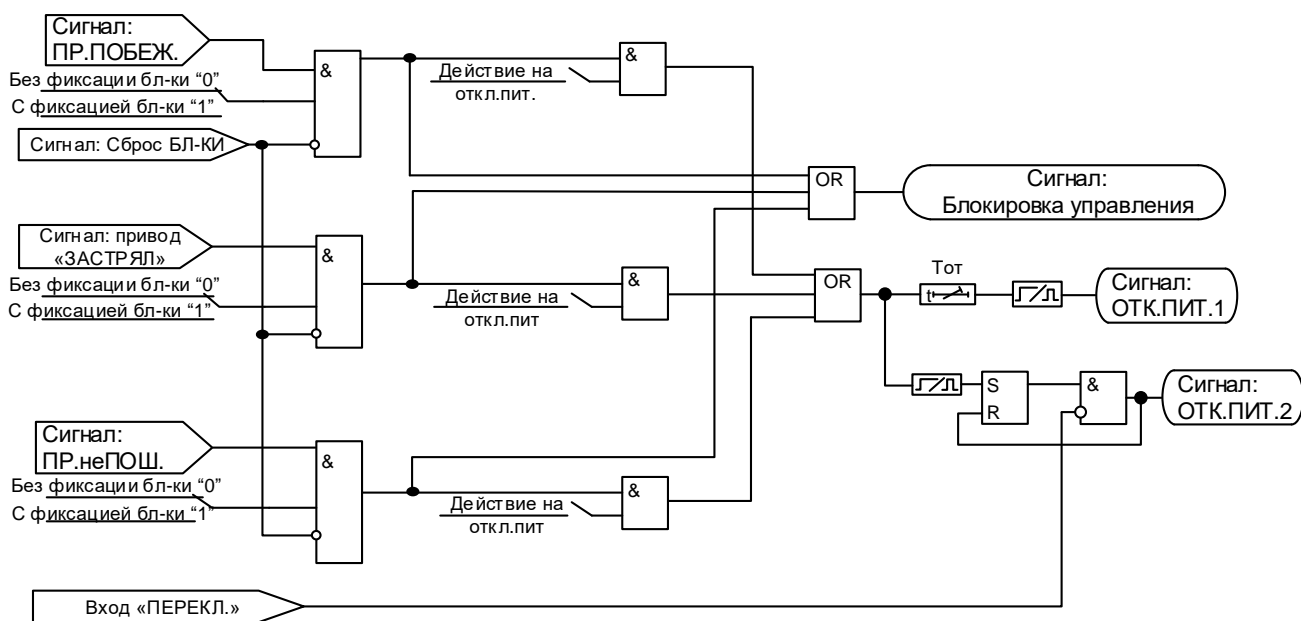 Сигнал:
ПР.ПОБЕЖ.
Без фиксации бл-ки “0”
С фиксацией бл-ки “1”
Сигнал: Сброс БЛ-КИ
&
Действие на
откл.пит.
&
OR
Сигнал:
Блокировка управления
Сигнал: привод
«ЗАСТРЯЛ»
Без фиксации бл-ки “0”
С фиксацией бл-ки “1”
&
Действие на
откл.пит
&
OR
Тот
t
Сигнал:
ОТК.ПИТ.1
S
R
&
Сигнал:
ОТК.ПИТ.2
Сигнал:
ПР.неПОШ.
Без фиксации бл-ки “0”
С фиксацией бл-ки “1”
&
Действие на
откл.пит
&
Вход «ПЕРЕКЛ.»